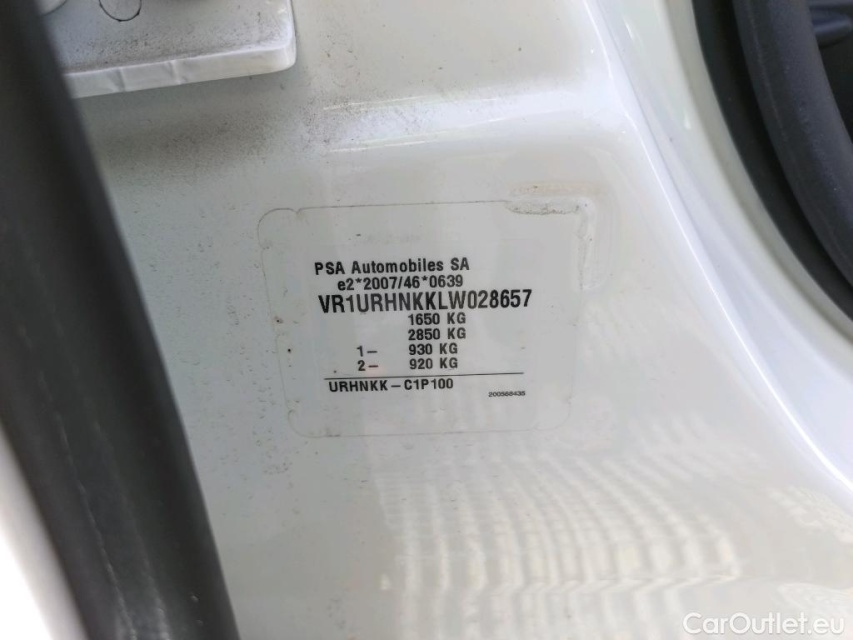 PSA Automobiles SA
e2*2007/46*0639
VR1URHNKKLW028657
1650 KG
2850 KG
1– 930 KG
2– 920 KG
URHNKK – C1P100
200568435
CarOutlet.eu